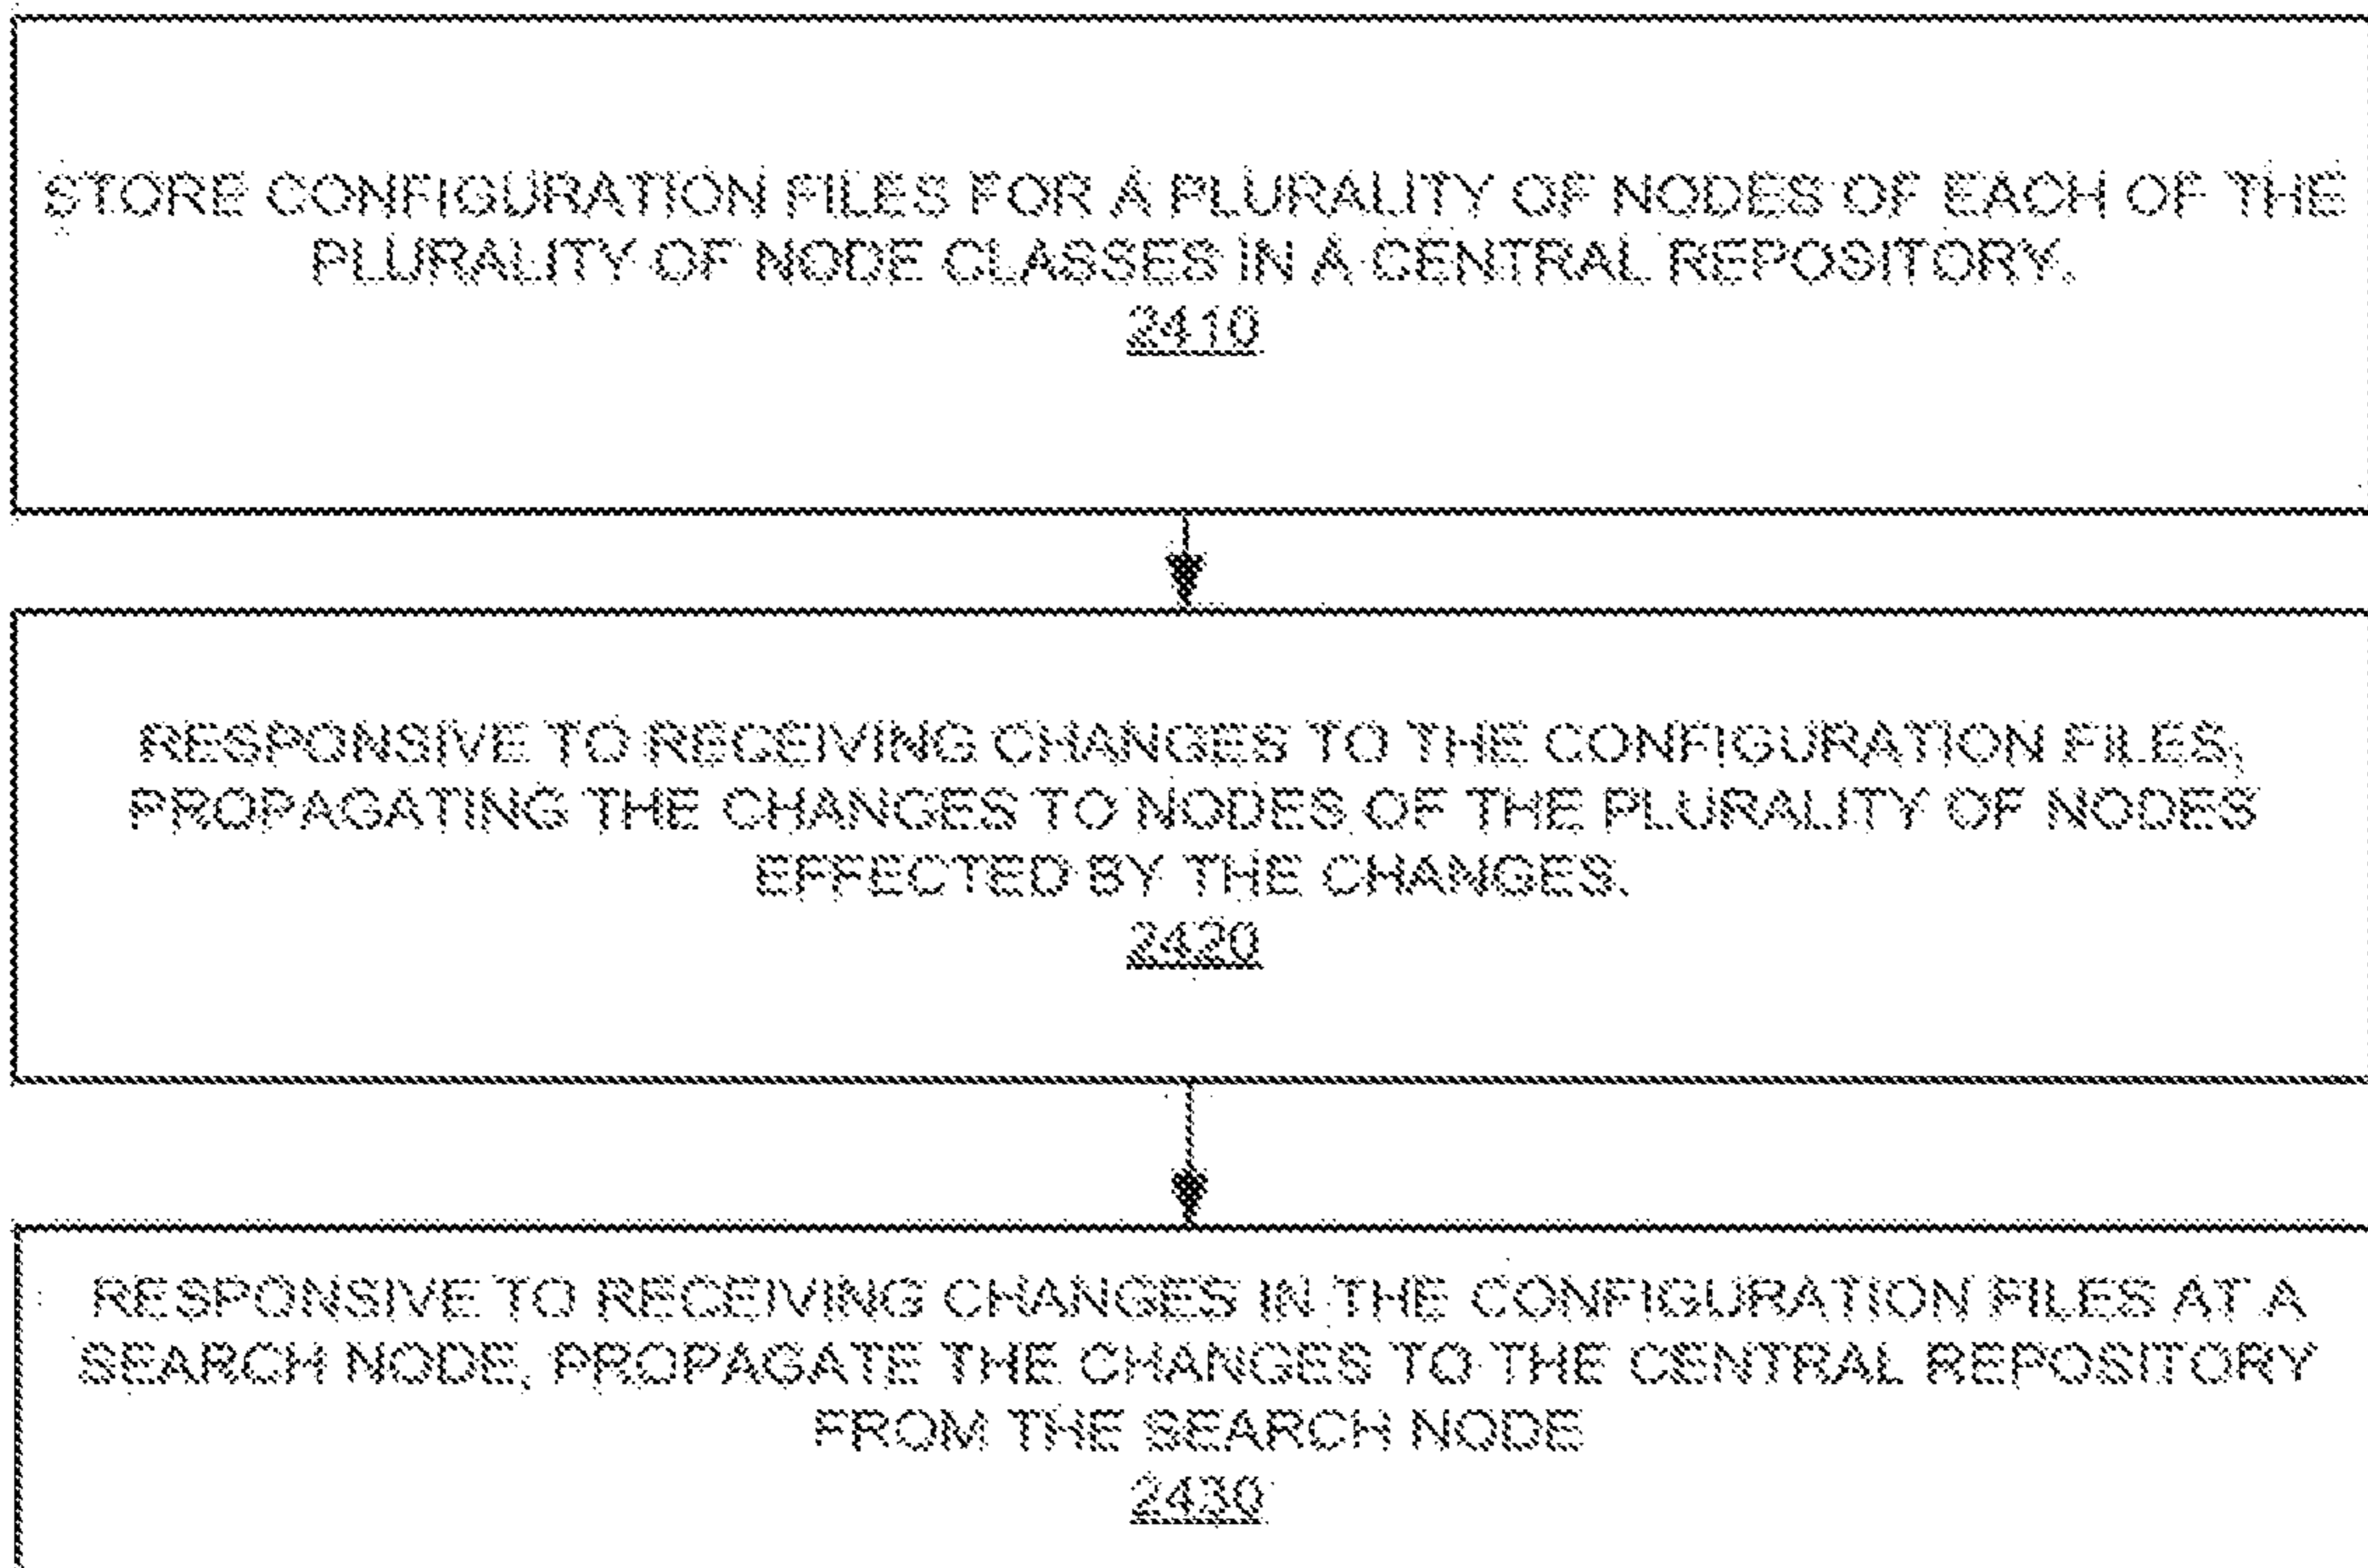 STORE CONFIGURATION FILES FOR A PLURALITY OF NODES OF EACH OF THE
PLURALITY OF NODE CLASSES IN A CENTRAL REPOSITORY.
2410
RESPONSIVE TO RECEIVING CHANGES TO THE CONFIGURATION FILES,
PROPAGATING THE CHANGES TO NODES OF THE PLURALITY OF NODES
EFFECTED BY THE CHANGES.
2420
RESPONSIVE TO RECEIVING CHANGES IN THE CONFIGURATION FILES AT A
SEARCH NODE, PROPAGATE THE CHANGES TO THE CENTRAL REPOSITORY
FROM THE SEARCH NODE
2430